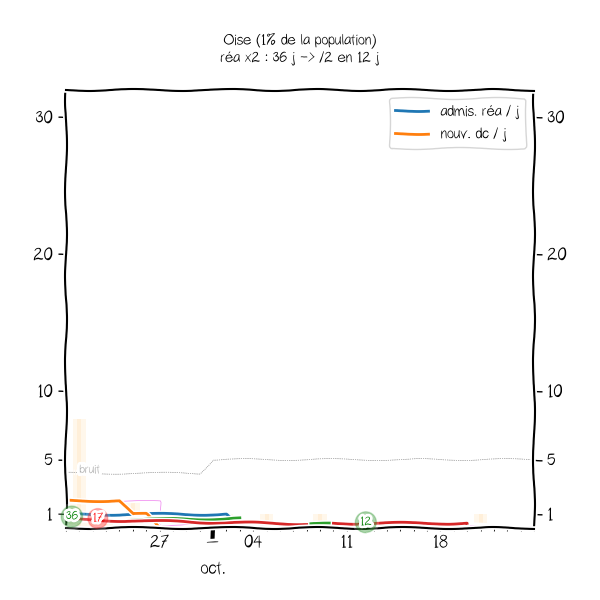 Oise (1% de la population)
réa x2 : 36 j -> /2 en 12 j
admis. réa / j
nouv. dc / j
30
30
20
20
10
10
5
5
bruit
1
1
36
17
12
27
04
11
18
oct.